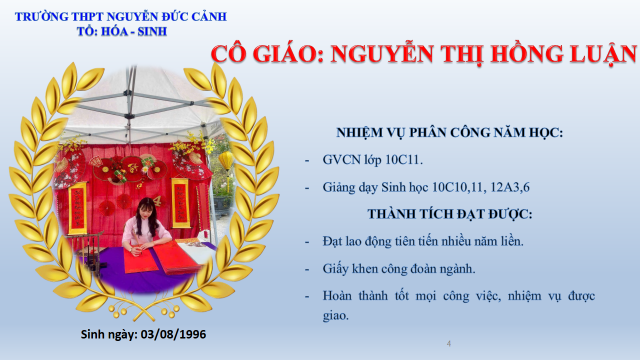 TRƯỜNG THPT NGUYỄN ĐỨC CẢNH
TỔ: HÓA - SINH
CÔ GIÁO: NGUYỄN THỊ HỒNG LUẬN
NHIỆM VỤ PHÂN CÔNG NĂM HỌC:
- GVCN lớp 10C11.
- Giảng dạy Sinh học 10C10,11, 12A3,6
THÀNH TÍCH ĐẠT ĐƯỢC:
- Đạt lao động tiên tiến nhiều năm liền.
- Giấy khen công đoàn ngành.
- Hoàn thành tốt mọi công việc, nhiệm vụ được
giao.
Sinh ngày: 03/08/1996
4